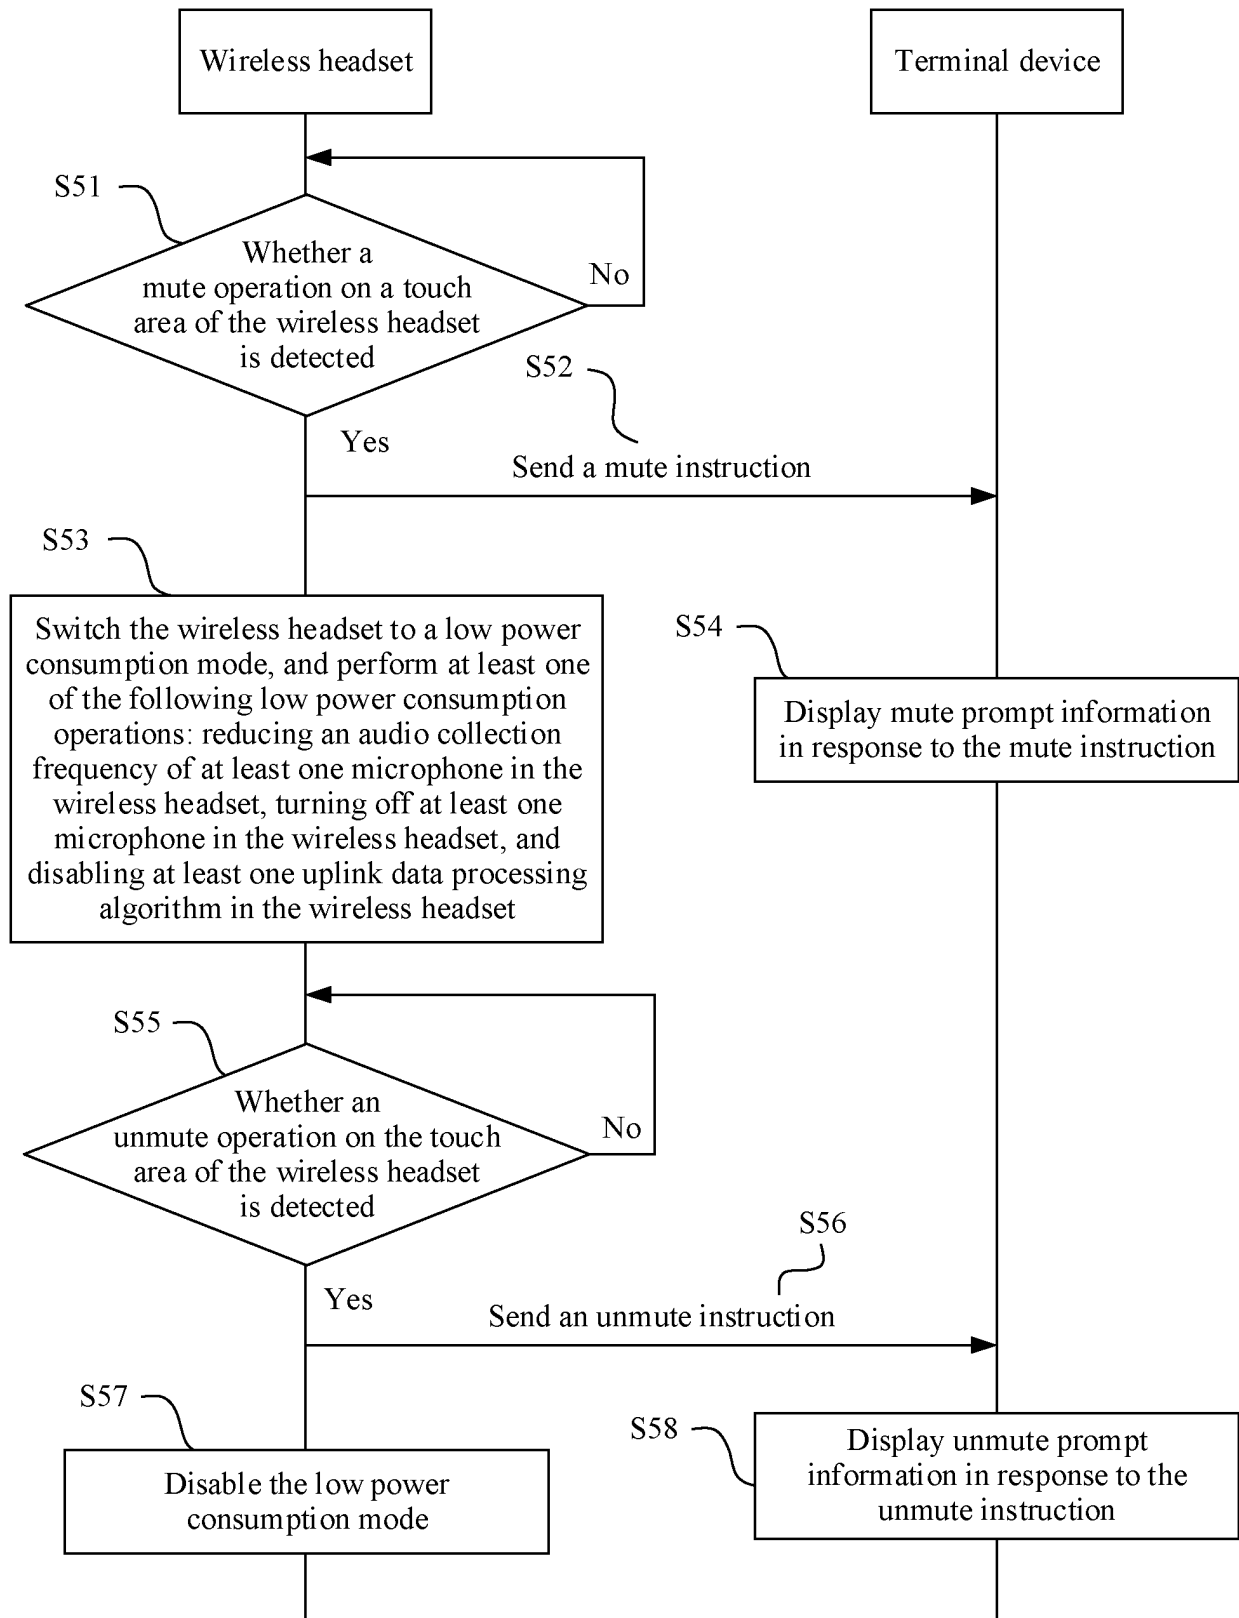 Wireless headset
Terminal device
S51
Whether a
mute operation on a touch
area of the wireless headset
is detected
No
S52
Yes
Send a mute instruction
S53
Switch the wireless headset to a low power
consumption mode, and perform at least one
of the following low power consumption
operations: reducing an audio collection
frequency of at least one microphone in the
wireless headset, turning off at least one
microphone in the wireless headset, and
disabling at least one uplink data processing
algorithm in the wireless headset
S54
Display mute prompt information
in response to the mute instruction
S55
Whether an
unmute operation on the touch
area of the wireless headset
is detected
No
S56
Yes
Send an unmute instruction
S57
Disable the low power
consumption mode
S58
Display unmute prompt
information in response to the
unmute instruction